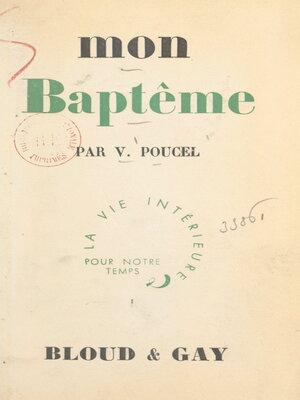 mon
Baptême
PAR V. POUCEL
LA VIE INTÉRIEURE
POUR NOTRE
TEMPS
BLOUD & GAY